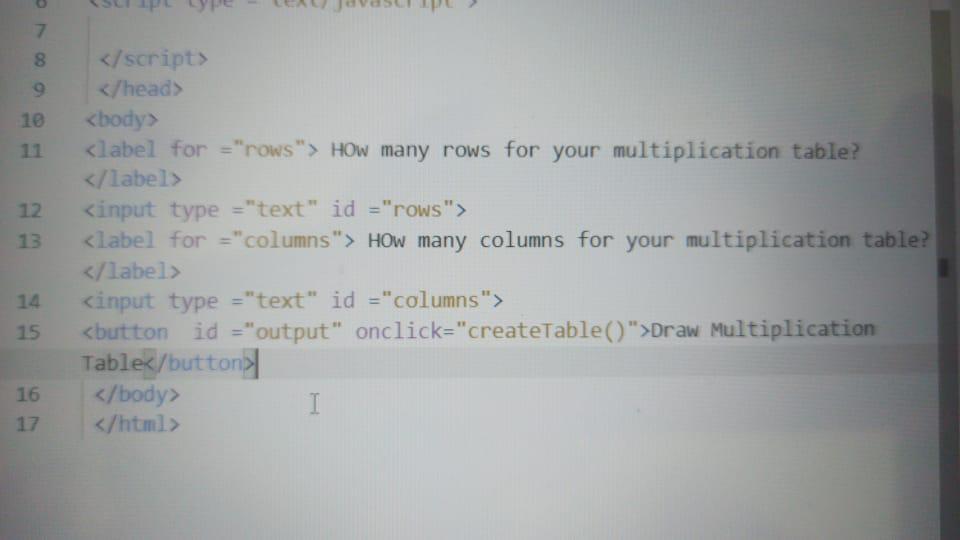 6 <script type = "text/javascript">
7
8 </script>
9 </head>
10 <body>
11 <label for ="rows"> HOw many rows for your multiplication table?
</label>
12 <input type ="text" id ="rows">
13 <label for ="columns"> HOw many columns for your multiplication table?
</label>
14 <input type ="text" id ="columns">
15 <button  id ="output" onclick="createTable()">Draw Multiplication
Table</button>
16 </body>
17 </html>